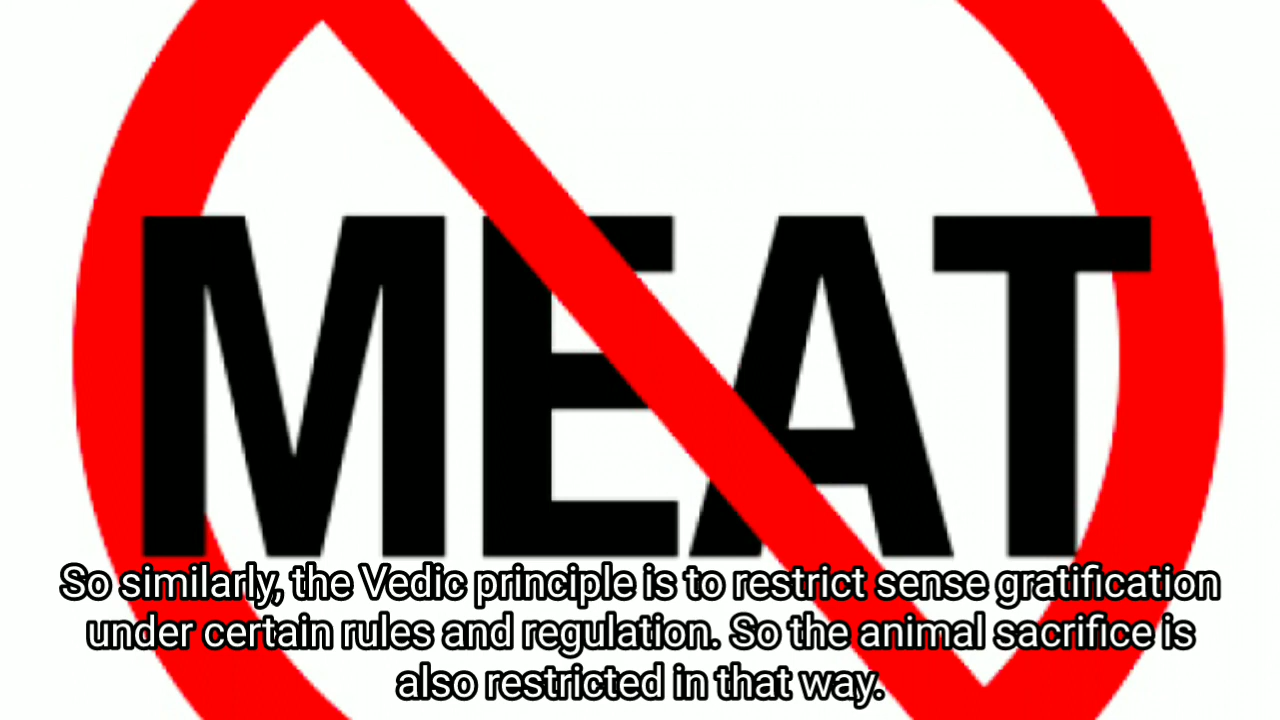 MEAT
So similarly, the Vedic principle is to restrict sense gratification
under certain rules and regulation. So the animal sacrifice is
also restricted in that way.